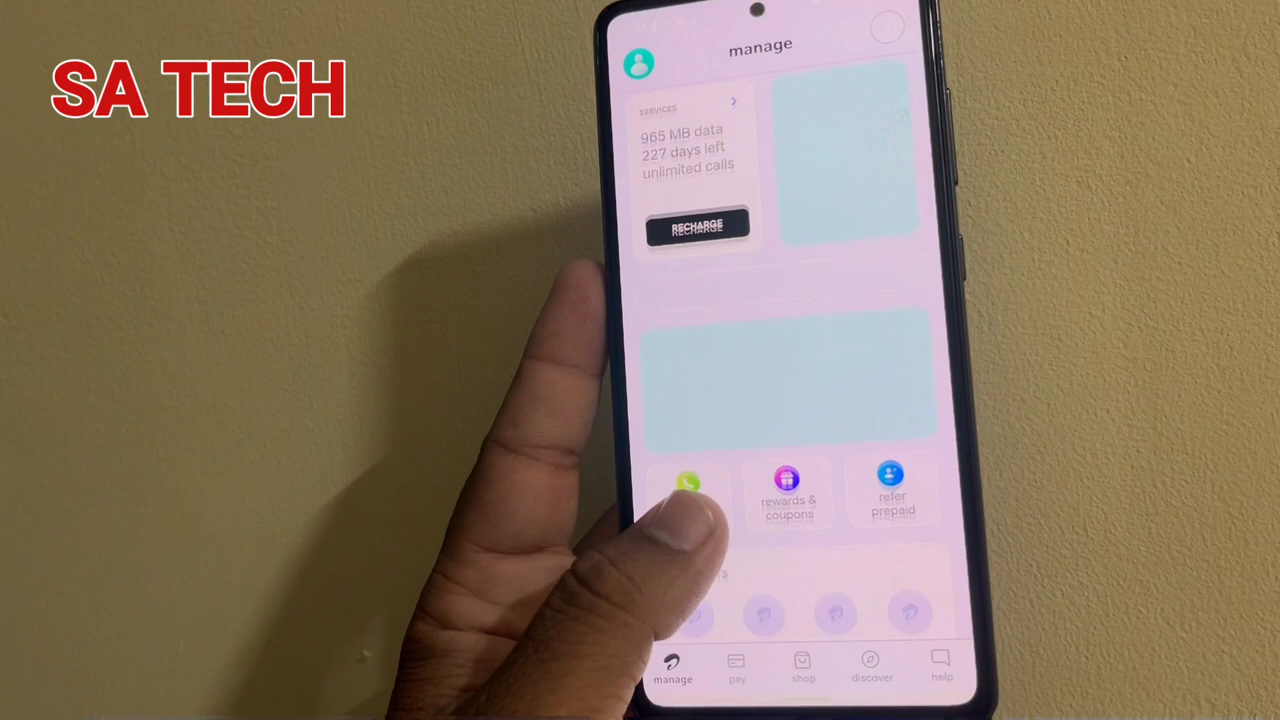 SA TECH
manage
SERVICES
965 MB data
227 days left
unlimited calls
RECHARGE
rewards &
coupons
refer
prepaid
manage
pay
shop
discover
help